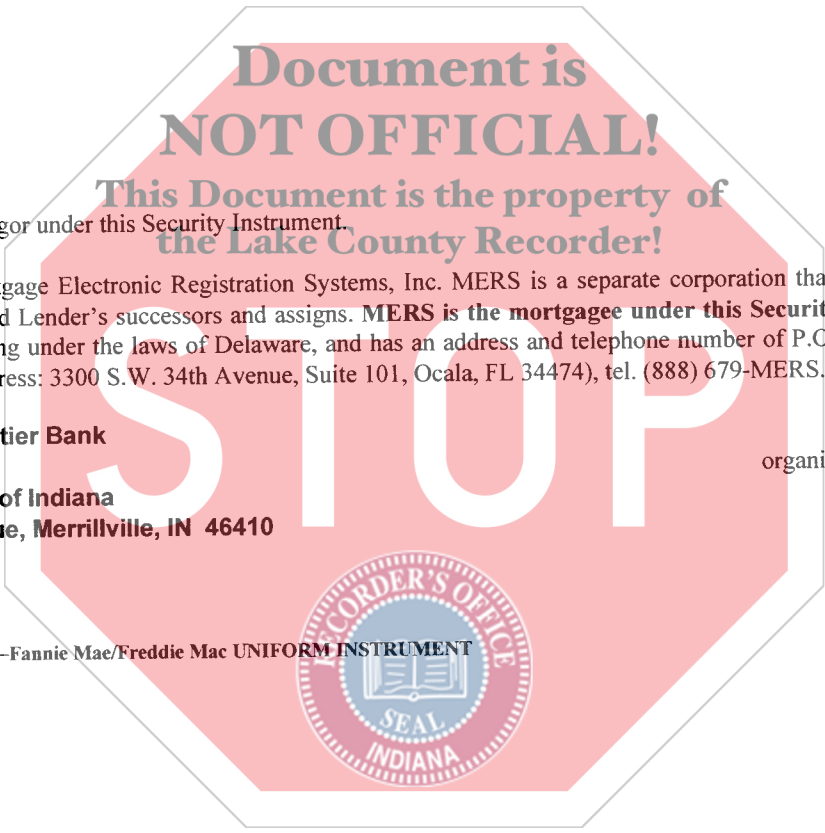 Document is
NOT OFFICIAL!
This Document is the property of
the Lake County Recorder!
gor under this Security Instrument.
gage Electronic Registration Systems, Inc. MERS is a separate corporation tha
d Lender's successors and assigns. MERS is the mortgagee under this Securit
ng under the laws of Delaware, and has an address and telephone number of P.O
ress: 3300 S.W. 34th Avenue, Suite 101, Ocala, FL 34474), tel. (888) 679-MERS.
STOP
tier Bank
organi
of Indiana
ue, Merrillville, IN 46410
RECORDER'S OFFICE
–Fannie Mae/Freddie Mac UNIFORM INSTRUMENT
SEAL
INDIANA